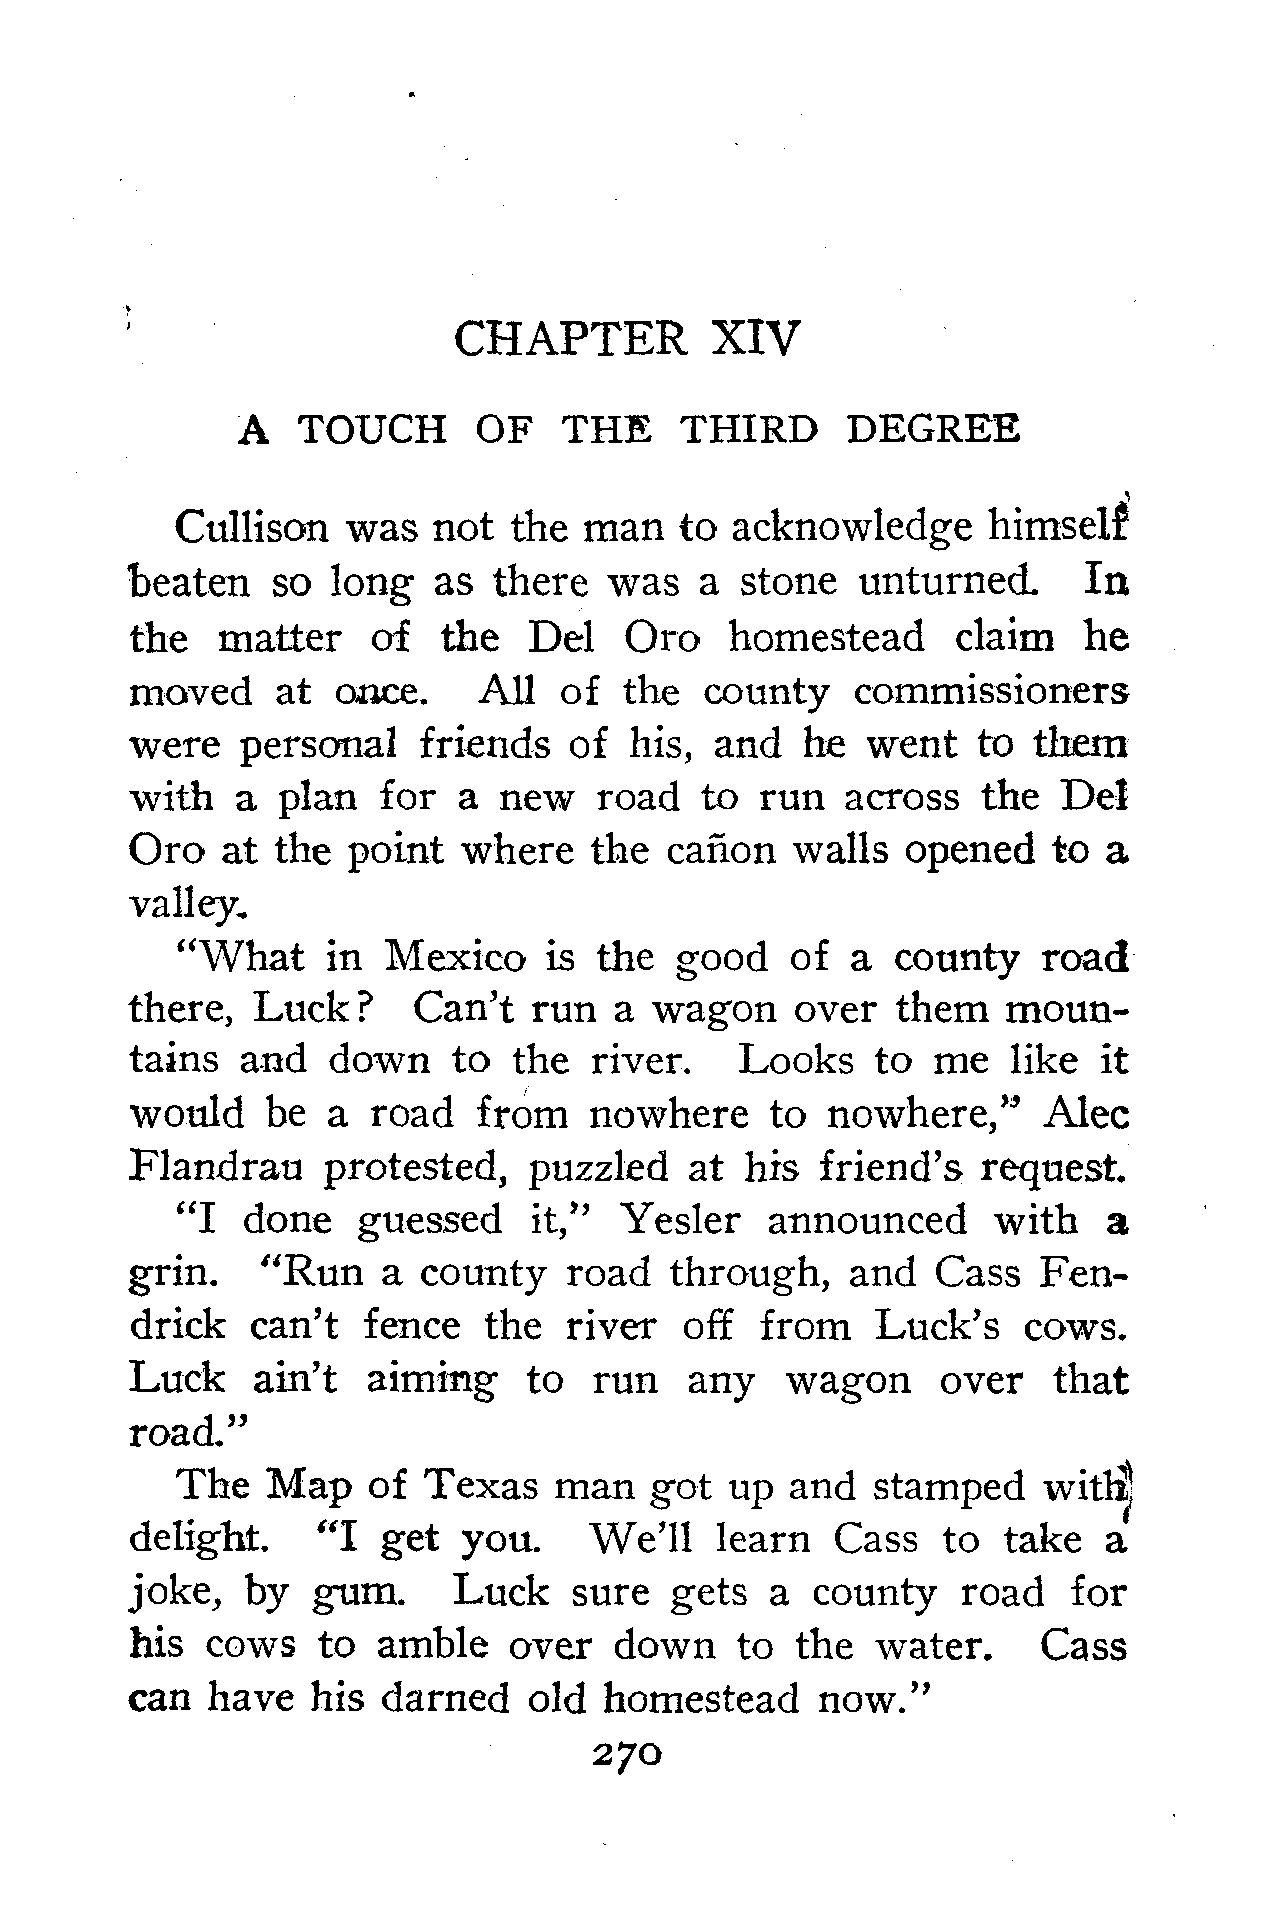 CHAPTER XIV
A TOUCH OF THE THIRD DEGREE
Cullison was not the man to acknowledge himself
beaten so long as there was a stone unturned. In
the matter of the Del Oro homestead claim he
moved at once. All of the county commissioners
were personal friends of his, and he went to them
with a plan for a new road to run across the Del
Oro at the point where the cañon walls opened to a
valley.
"What in Mexico is the good of a county road
there, Luck? Can't run a wagon over them moun-
tains and down to the river. Looks to me like it
would be a road from nowhere to nowhere," Alec
Flandrau protested, puzzled at his friend's request.
"I done guessed it," Yesler announced with a
grin. "Run a county road through, and Cass Fen-
drick can't fence the river off from Luck's cows.
Luck ain't aiming to run any wagon over that
road."
The Map of Texas man got up and stamped with
delight. "I get you. We'll learn Cass to take a
joke, by gum. Luck sure gets a county road for
his cows to amble over down to the water. Cass
can have his darned old homestead now."
270